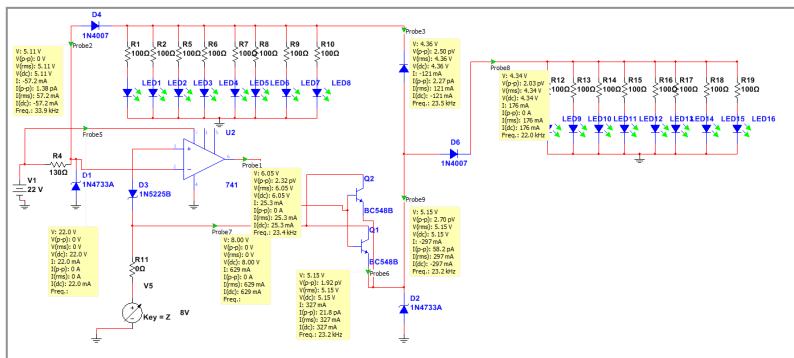 D4
1N4007
R1
100Ω
R2
100Ω
R5
100Ω
R6
100Ω
R7
100Ω
R8
100Ω
R9
100Ω
R10
100Ω
LED1
LED2
LED3
LED4
LED5
LED6
LED7
LED8
Probe2
V: 5.11 V
V(p-p): 0 V
V(rms): 5.11 V
V(dc): 5.11 V
I: -57.2 mA
I(p-p): 1.38 pA
I(rms): 57.2 mA
I(dc): -57.2 mA
Freq.: 33.9 kHz
Probe3
V: 4.36 V
V(p-p): 2.50 pV
V(rms): 4.36 V
V(dc): 4.36 V
I: -121 mA
I(p-p): 2.27 pA
I(rms): 121 mA
I(dc): -121 mA
Freq.: 23.5 kHz
Probe8
V: 4.34 V
V(p-p): 2.03 pV
V(rms): 4.34 V
V(dc): 4.34 V
I: 176 mA
I(p-p): 0 A
I(rms): 176 mA
I(dc): 176 mA
Freq.: 22.0 kHz
R12
100Ω
R13
100Ω
R14
100Ω
R15
100Ω
R16
100Ω
R17
100Ω
R18
100Ω
R19
100Ω
LED9
LED10
LED11
LED12
LED13
LED14
LED15
LED16
D6
1N4007
Probe5
V1
22 V
R4
130Ω
D1
1N4733A
V: 22.0 V
V(p-p): 0 V
V(rms): 0 V
V(dc): 22.0 V
I: 22.0 mA
I(p-p): 0 A
I(rms): 0 A
I(dc): 22.0 mA
Freq.:
D3
1N5225B
U2
741
Probe1
V: 6.05 V
V(p-p): 2.32 pV
V(rms): 6.05 V
V(dc): 6.05 V
I: 25.3 mA
I(p-p): 0 A
I(rms): 25.3 mA
I(dc): 25.3 mA
Freq.: 23.4 kHz
Q2
BC548B
Q1
BC548B
Probe6
Probe7
V: 8.00 V
V(p-p): 0 V
V(rms): 0 V
V(dc): 8.00 V
I: 629 mA
I(p-p): 0 A
I(rms): 629 mA
I(dc): 629 mA
Freq.:
Probe9
V: 5.15 V
V(p-p): 2.70 pV
V(rms): 5.15 V
V(dc): 5.15 V
I: -297 mA
I(p-p): 58.2 pA
I(rms): 297 mA
I(dc): -297 mA
Freq.: 23.2 kHz
V: 5.15 V
V(p-p): 1.92 pV
V(rms): 5.15 V
V(dc): 5.15 V
I: 327 mA
I(p-p): 21.8 pA
I(rms): 327 mA
I(dc): 327 mA
Freq.: 23.2 kHz
D2
1N4733A
R11
0Ω
V5
Key = Z
8V